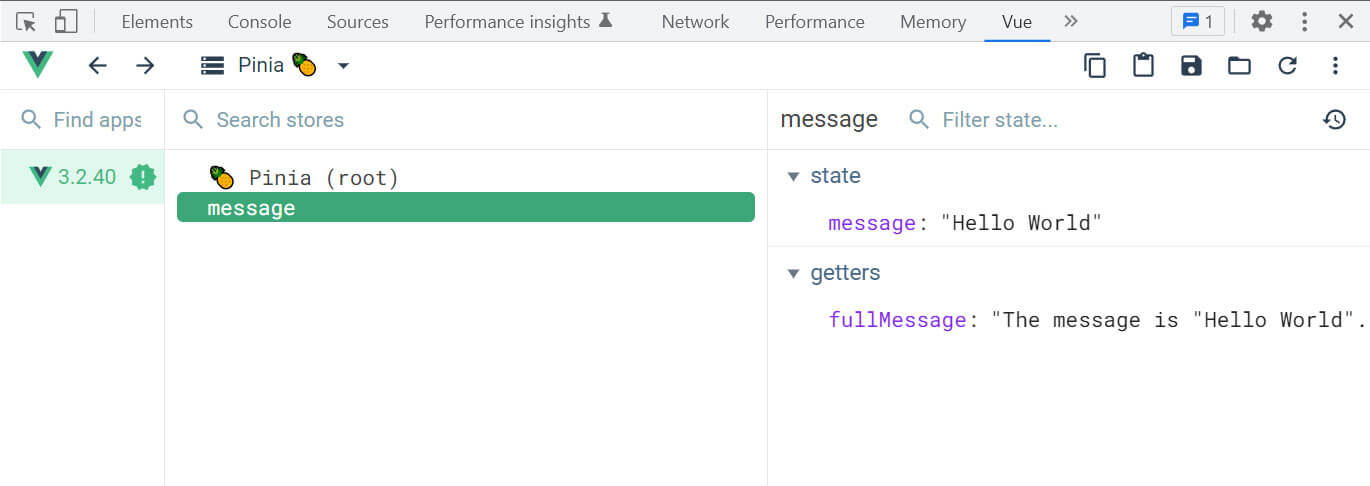 Elements Console Sources Performance insights Network Performance Memory Vue » 1
Pinia
Find apps Search stores message Filter state...
3.2.40 Pinia (root) state
message
message: "Hello World"
getters
fullMessage: "The message is "Hello World".